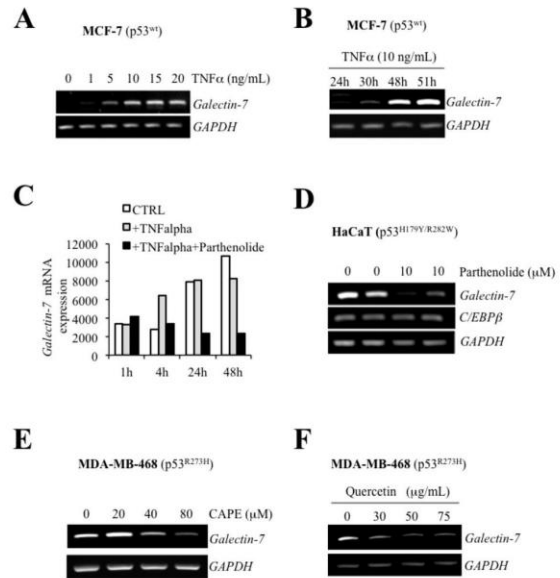 A
MCF-7 (p53wt)
0 1 5 10 15 20 TNFα (ng/mL)
Galectin-7
GAPDH
B
MCF-7 (p53wt)
TNFα (10 ng/mL)
24h 30h 48h 51h
Galectin-7
GAPDH
C
CTRL
+TNFalpha
+TNFalpha+Parthenolide
Galectin-7 mRNA
expression
12000
10000
8000
6000
4000
2000
0
1h 4h 24h 48h
D
HaCaT (p53H179Y/R282W)
0 0 10 10 Parthenolide (μM)
Galectin-7
C/EBPβ
GAPDH
E
MDA-MB-468 (p53R273H)
0 20 40 80 CAPE (μM)
Galectin-7
GAPDH
F
MDA-MB-468 (p53R273H)
Quercetin (μg/mL)
0 30 50 75
Galectin-7
GAPDH